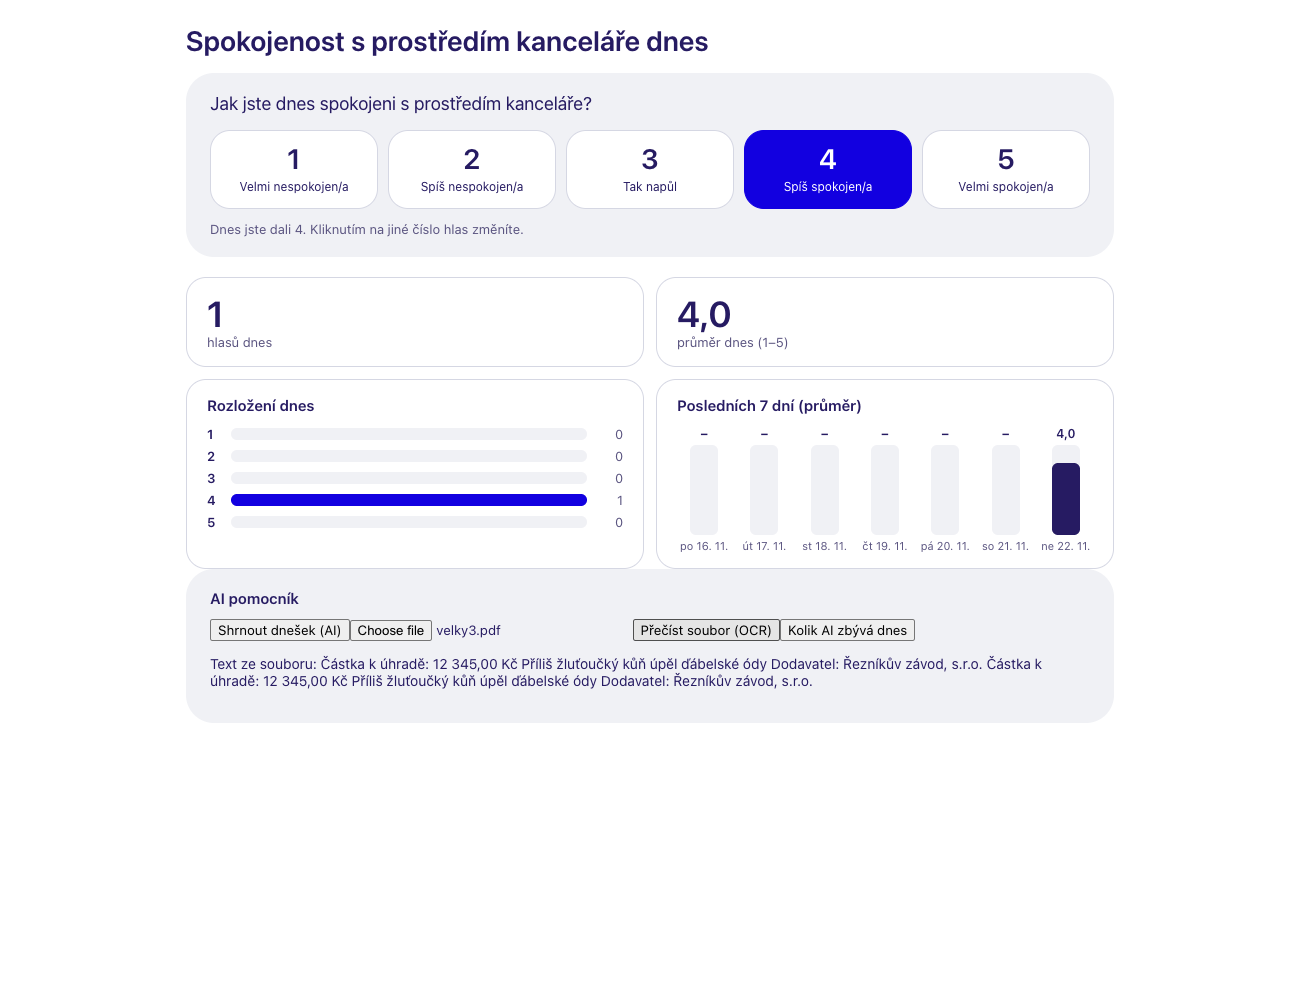 Spokojenost s prostředím kanceláře dnes
Jak jste dnes spokojeni s prostředím kanceláře?
1
Velmi nespokojen/a
2
Spíš nespokojen/a
3
Tak napůl
4
Spíš spokojen/a
5
Velmi spokojen/a
Dnes jste dali 4. Kliknutím na jiné číslo hlas změníte.
1
hlasů dnes
4,0
průměr dnes (1–5)
Rozložení dnes
1 0
2 0
3 0
4 1
5 0
Posledních 7 dní (průměr)
– – – – – – 4,0
po 16. 11. út 17. 11. st 18. 11. čt 19. 11. pá 20. 11. so 21. 11. ne 22. 11.
AI pomocník
Shrnout dnešek (AI) Choose file velky3.pdf Přečíst soubor (OCR) Kolik AI zbývá dnes
Text ze souboru: Částka k úhradě: 12 345,00 Kč Příliš žluťoučký kůň úpěl ďábelské ódy Dodavatel: Řezníkův závod, s.r.o. Částka k
úhradě: 12 345,00 Kč Příliš žluťoučký kůň úpěl ďábelské ódy Dodavatel: Řezníkův závod, s.r.o.